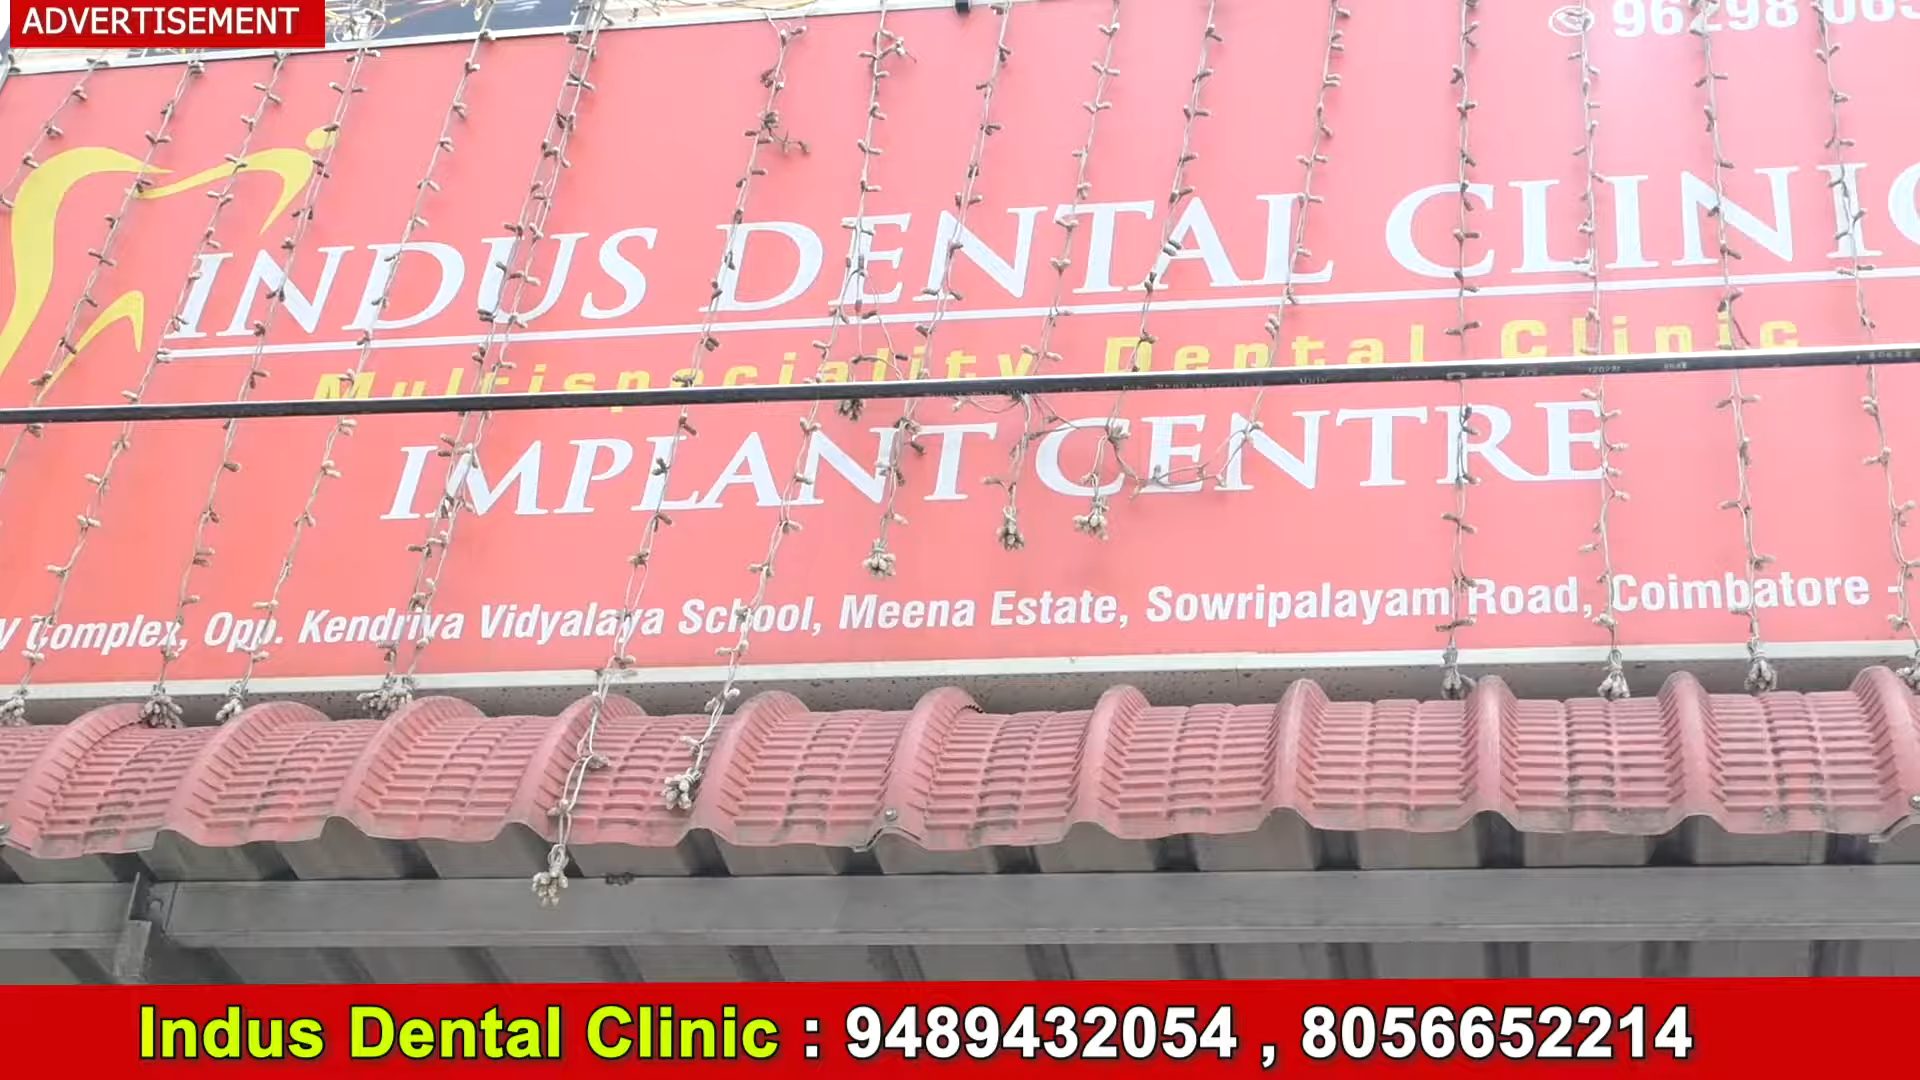 ADVERTISEMENT
96298
INDUS DENTAL CLINIC
Multispeciality Dental Clinic
IMPLANT CENTRE
V Complex, Opp. Kendriya Vidyalaya School, Meena Estate, Sowripalayam Road, Coimbatore -
Indus Dental Clinic : 9489432054 , 8056652214